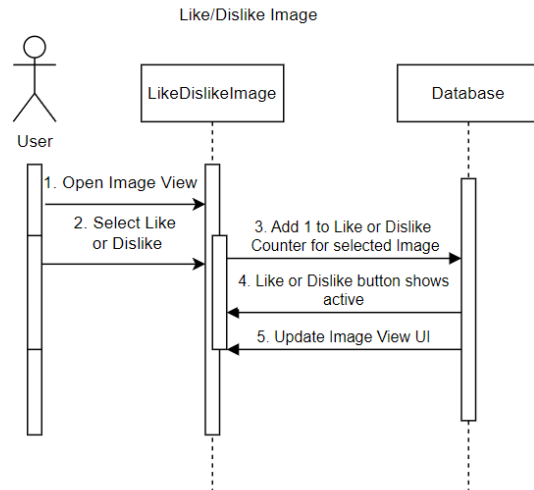 Like/Dislike Image
LikeDislikeImage
Database
User
1. Open Image View
2. Select Like
or Dislike
3. Add 1 to Like or Dislike
Counter for selected Image
4. Like or Dislike button shows
active
5. Update Image View UI